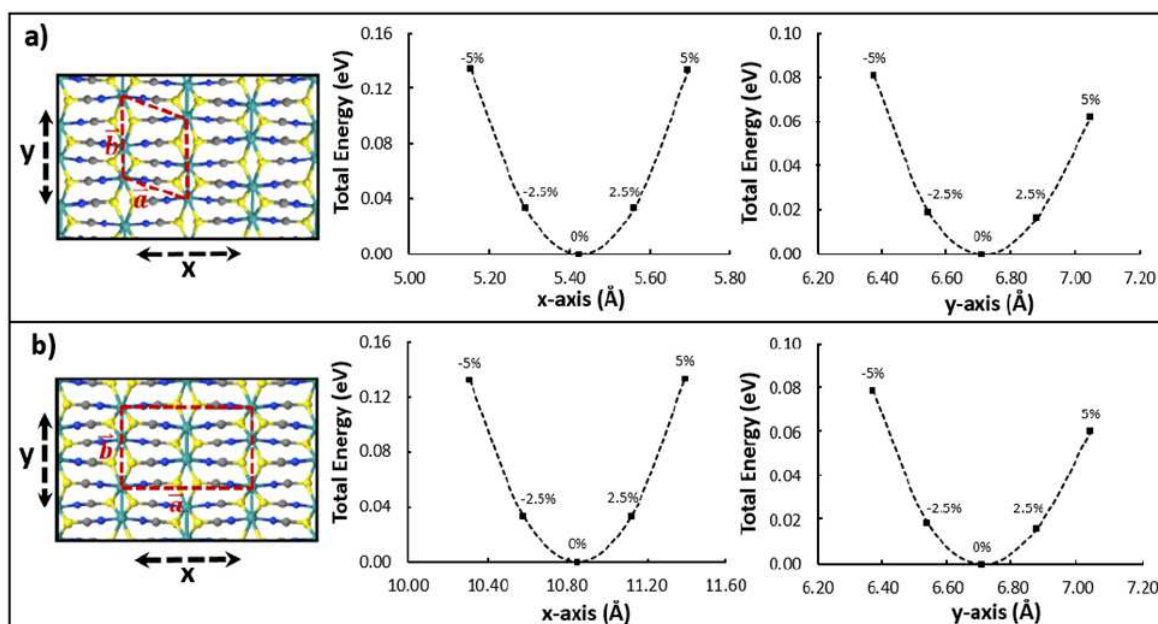 a)
y
b
a
x
Total Energy (eV)
0.16
0.12
0.08
0.04
0.00
-5%
5%
-2.5%
2.5%
0%
5.00 5.20 5.40 5.60 5.80
x-axis (Å)
Total Energy (eV)
0.10
0.08
0.06
0.04
0.02
0.00
-5%
5%
-2.5%
2.5%
0%
6.20 6.40 6.60 6.80 7.00 7.20
y-axis (Å)
b)
y
b
a
x
Total Energy (eV)
0.16
0.12
0.08
0.04
0.00
-5%
5%
-2.5%
2.5%
0%
10.00 10.40 10.80 11.20 11.60
x-axis (Å)
Total Energy (eV)
0.10
0.08
0.06
0.04
0.02
0.00
-5%
5%
-2.5%
2.5%
0%
6.20 6.40 6.60 6.80 7.00 7.20
y-axis (Å)